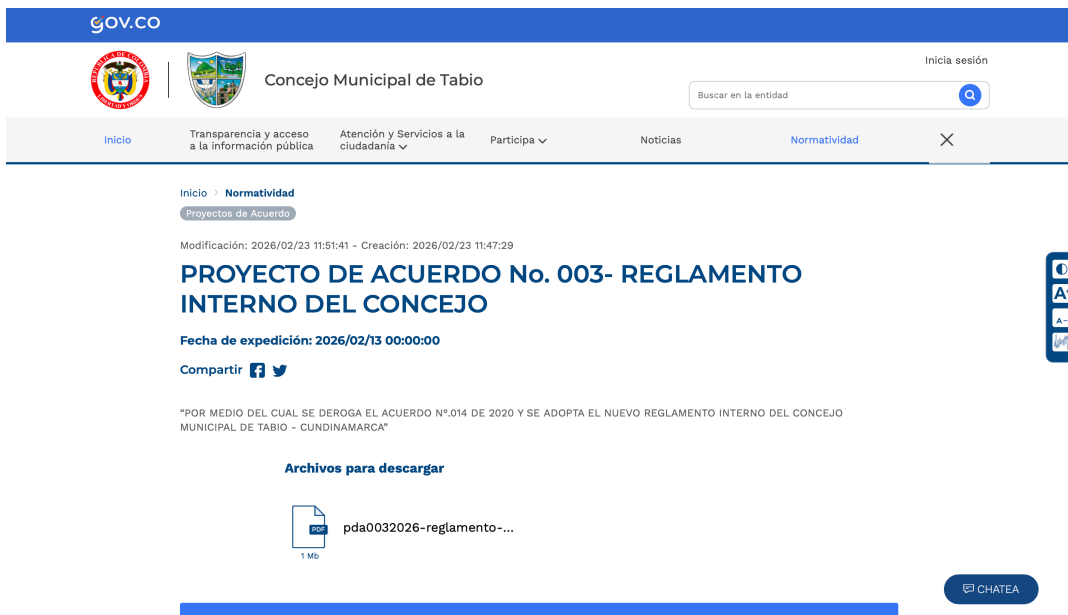 GOV.CO
Inicia sesión
Concejo Municipal de Tabio
Buscar en la entidad
Inicio
Transparencia y acceso
a la información pública
Atención y Servicios a la
ciudadanía
Participa
Noticias
Normatividad
Inicio > Normatividad
Proyectos de Acuerdo
Modificación: 2026/02/23 11:51:41 - Creación: 2026/02/23 11:47:29
PROYECTO DE ACUERDO No. 003- REGLAMENTO
INTERNO DEL CONCEJO
Fecha de expedición: 2026/02/13 00:00:00
Compartir
"POR MEDIO DEL CUAL SE DEROGA EL ACUERDO N°.014 DE 2020 Y SE ADOPTA EL NUEVO REGLAMENTO INTERNO DEL CONCEJO
MUNICIPAL DE TABIO - CUNDINAMARCA"
Archivos para descargar
PDF
pda0032026-reglamento-...
1 Mb
A+
A-
CHATEA